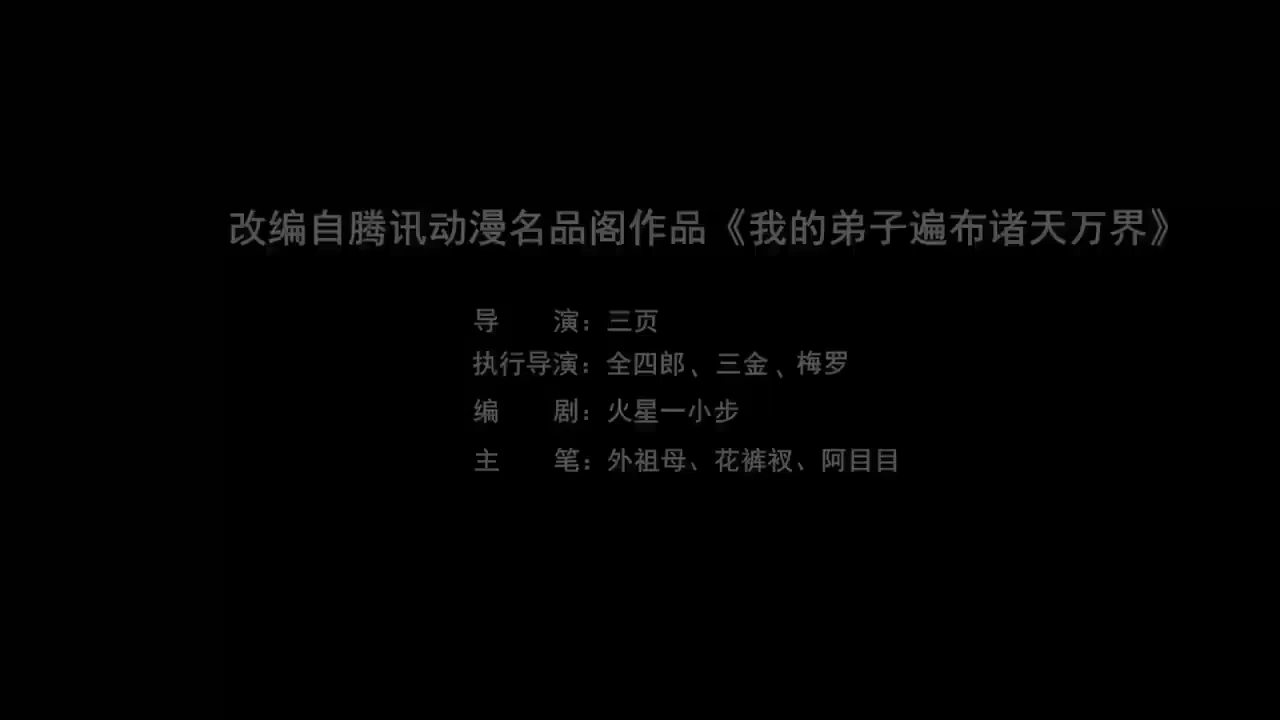 改编自腾讯动漫名品阁作品《我的弟子遍布诸天万界》
导 演：三页
执行导演：全四郎、三金、梅罗
编 剧：火星一小步
主 笔：外祖母、花裤衩、阿目目